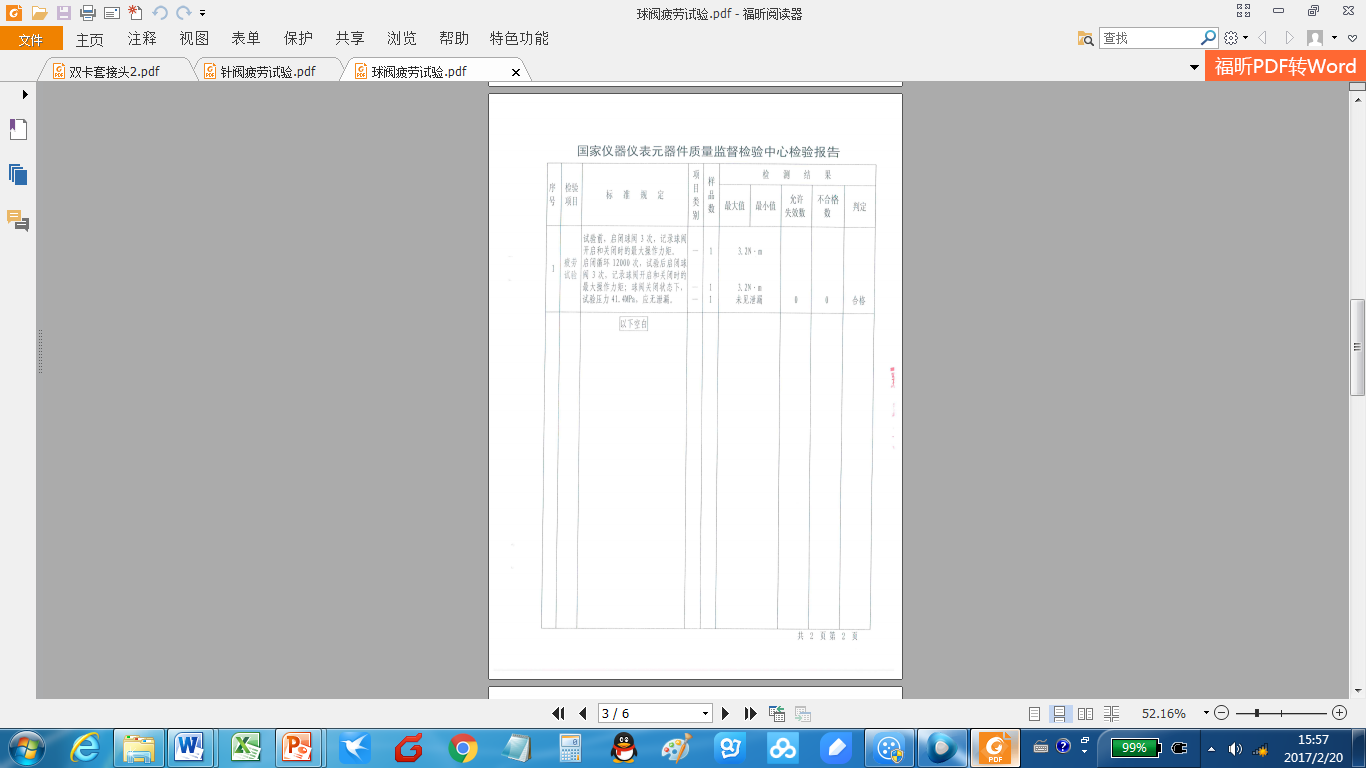 球阀疲劳试验.pdf - 福昕阅读器
文件 主页 注释 视图 表单 保护 共享 浏览 帮助 特色功能
查找
双卡套接头2.pdf 针阀疲劳试验.pdf 球阀疲劳试验.pdf
福昕PDF转Word
国家仪器仪表元器件质量监督检验中心检验报告
序号 检验项目 标 准 规 定 项目类别 样品数 检 测 结 果
最大值 最小值 允许失效数 不合格数 判定
1 疲劳试验
试验前，启闭球阀 3 次，记录球阀
开启和关闭时的最大操作力矩。 — 1 3.2N·m
启闭循环 12000 次，试验后启闭球
阀 3 次，记录球阀开启和关闭时的
最大操作力矩；球阀关闭状态下， — 1 3.2N·m
试验压力 41.4MPa，应无泄漏。 — 1 未见泄漏 0 0 合格
以下空白
共 2 页 第 2 页
3 / 6
52.16%
99%
15:57
2017/2/20